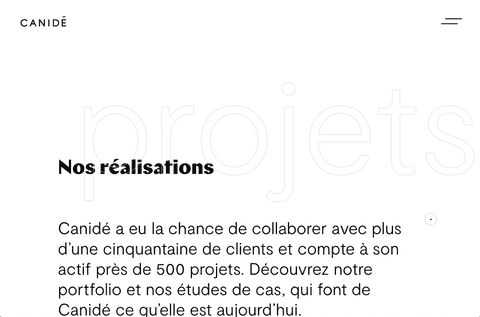 CANIDÉ
projets
Nos réalisations
Canidé a eu la chance de collaborer avec plus
d'une cinquantaine de clients et compte à son
actif près de 500 projets. Découvrez notre
portfolio et nos études de cas, qui font de
Canidé ce qu'elle est aujourd'hui.